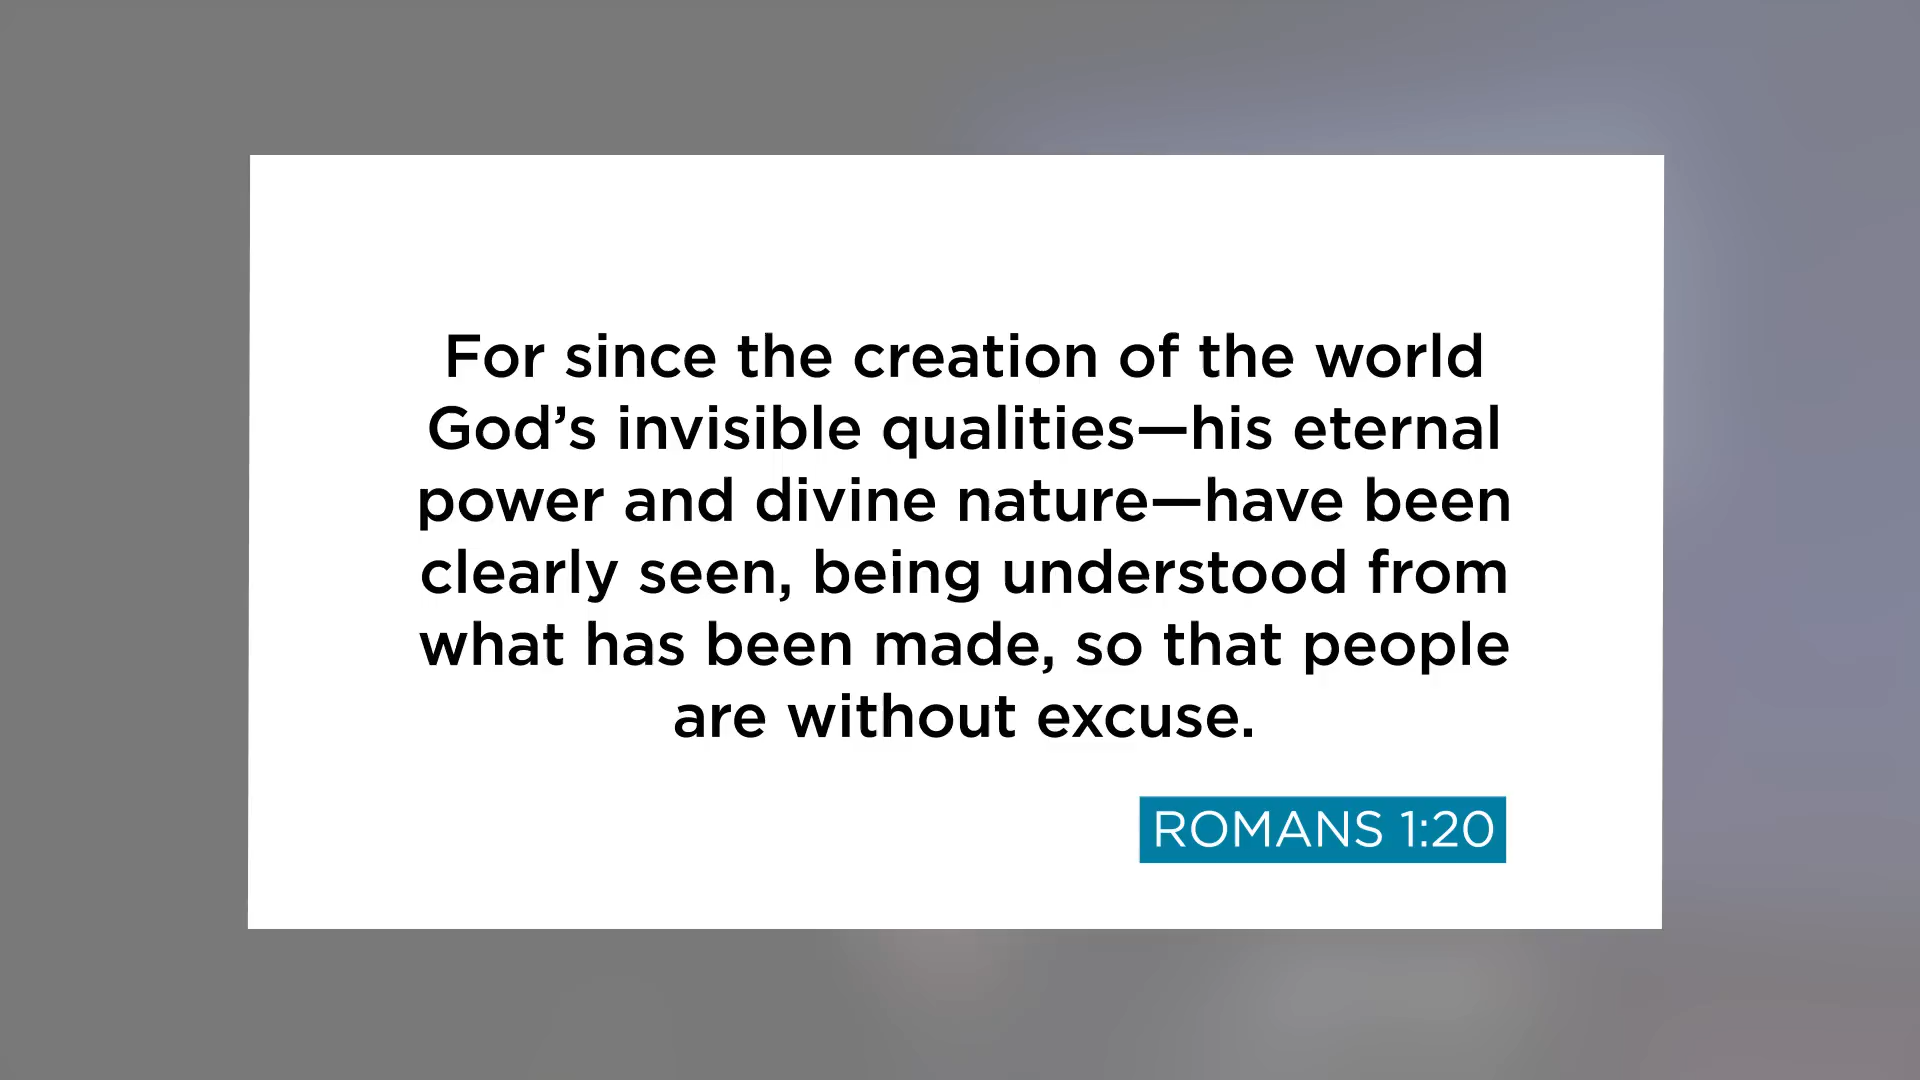 For since the creation of the world
God’s invisible qualities—his eternal
power and divine nature—have been
clearly seen, being understood from
what has been made, so that people
are without excuse.
ROMANS 1:20